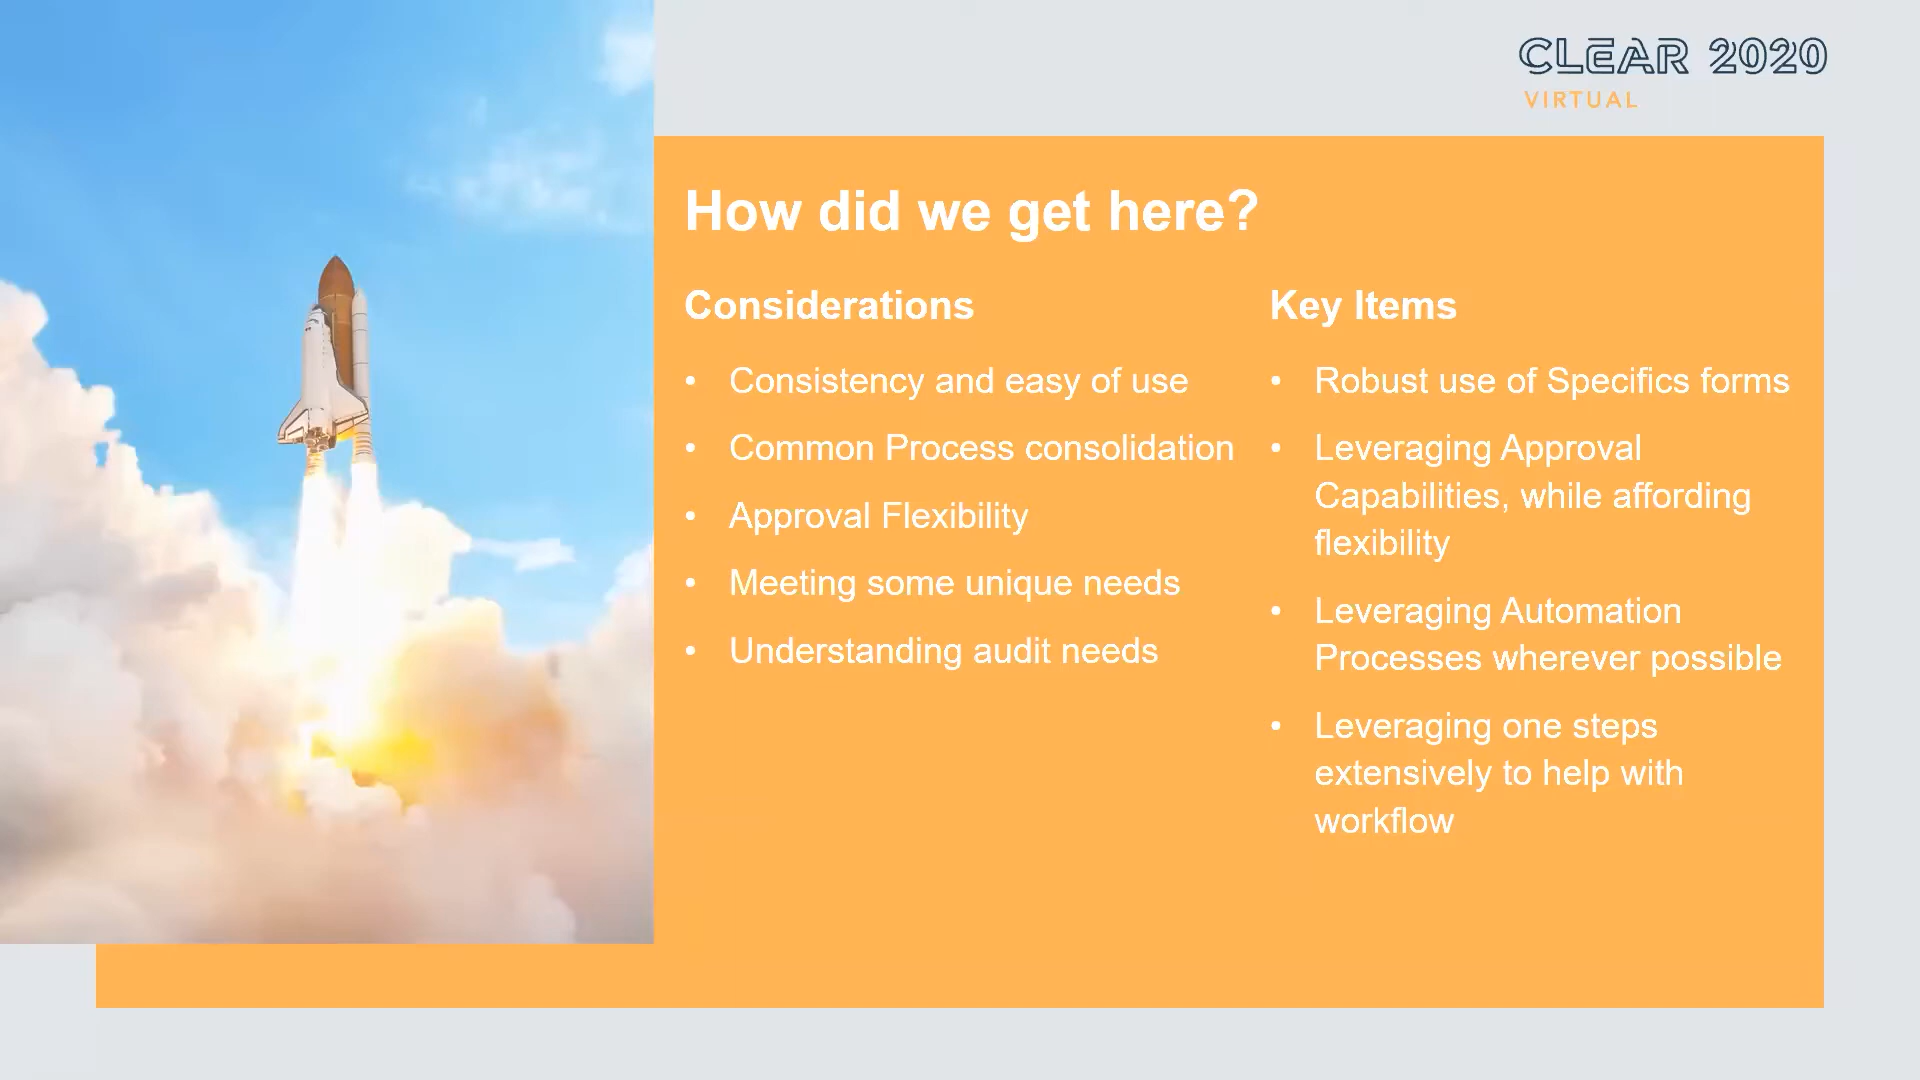 CLEAR 2020
VIRTUAL
How did we get here?
Considerations
• Consistency and easy of use
• Common Process consolidation
• Approval Flexibility
• Meeting some unique needs
• Understanding audit needs
Key Items
• Robust use of Specifics forms
• Leveraging Approval
Capabilities, while affording
flexibility
• Leveraging Automation
Processes wherever possible
• Leveraging one steps
extensively to help with
workflow